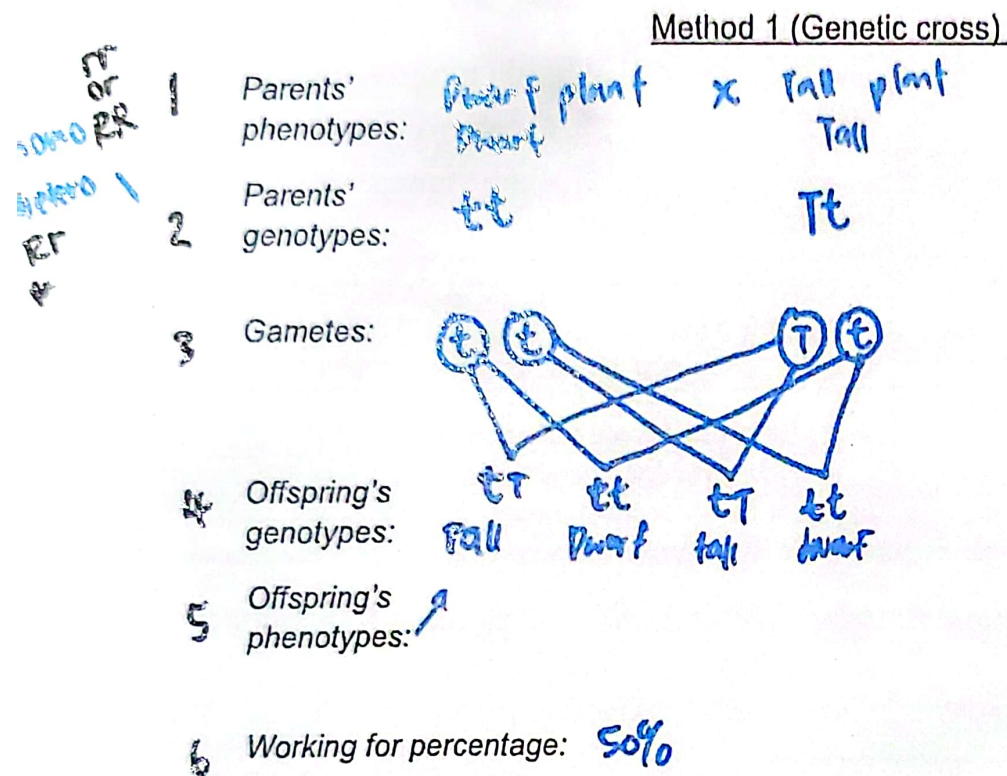 Method 1 (Genetic cross)
rr
or
RR
1 Parents' phenotypes: Dwarf plant x Tall plant
Dwarf Tall
2 Parents' genotypes: tt Tt
Rr
3 Gametes: t t T t
4 Offspring's genotypes: tT tt tT tt
Tall Dwarf tall dwarf
5 Offspring's phenotypes:
6 Working for percentage: 50%